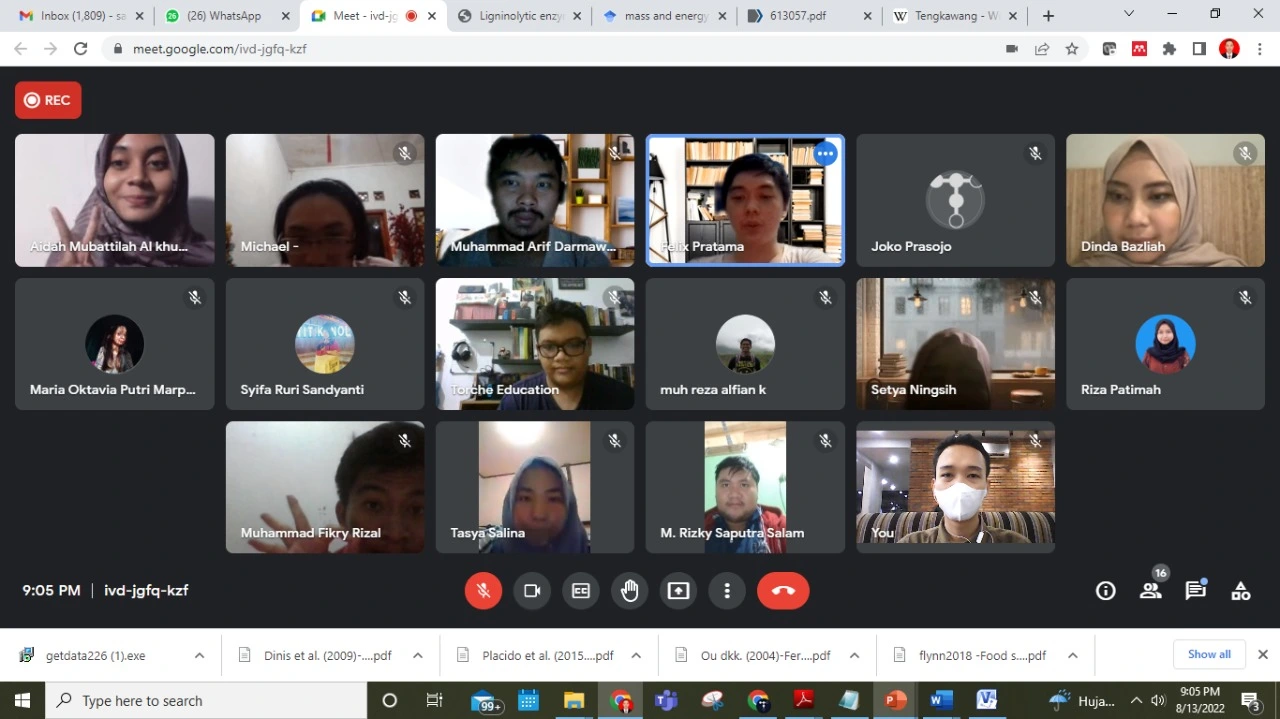 Inbox (1,809) - sa
(26) WhatsApp
Meet - ivd-jg
Ligninolytic enzy
mass and energy
613057.pdf
Tengkawang - W
meet.google.com/ivd-jgfq-kzf
REC
Aidah Mubattilah Al khu...
Michael -
Muhammad Arif Darmaw...
Felix Pratama
Joko Prasojo
Dinda Bazliah
Maria Oktavia Putri Marp...
Syifa Ruri Sandyanti
Torche Education
muh reza alfian k
Setya Ningsih
Riza Patimah
Muhammad Fikry Rizal
Tasya Salina
M. Rizky Saputra Salam
You
9:05 PM | ivd-jgfq-kzf
16
getdata226 (1).exe
Dinis et al. (2009)-....pdf
Placido et al. (2015....pdf
Ou dkk. (2004)-Fer....pdf
flynn2018 -Food s....pdf
Show all
Type here to search
99+
Huja...
9:05 PM
8/13/2022
3